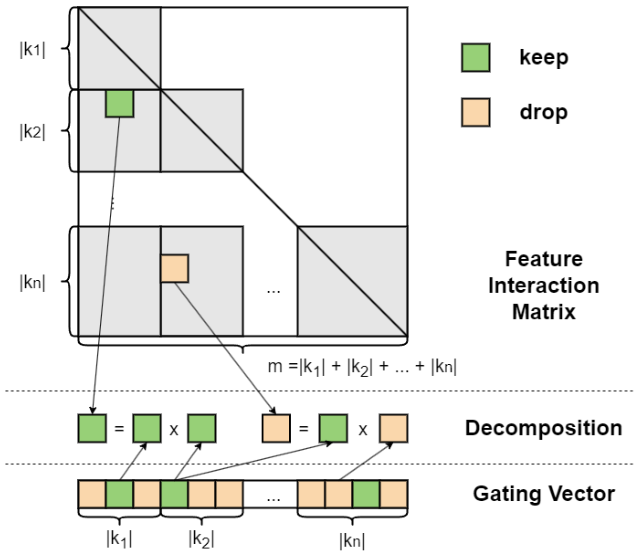 |k1|
keep
|k2|
drop
⋮
|kn|
...
Feature
Interaction
Matrix
m =|k1| + |k2| + ... + |kn|
= x = x
Decomposition
...
Gating Vector
|k1| |k2| |kn|